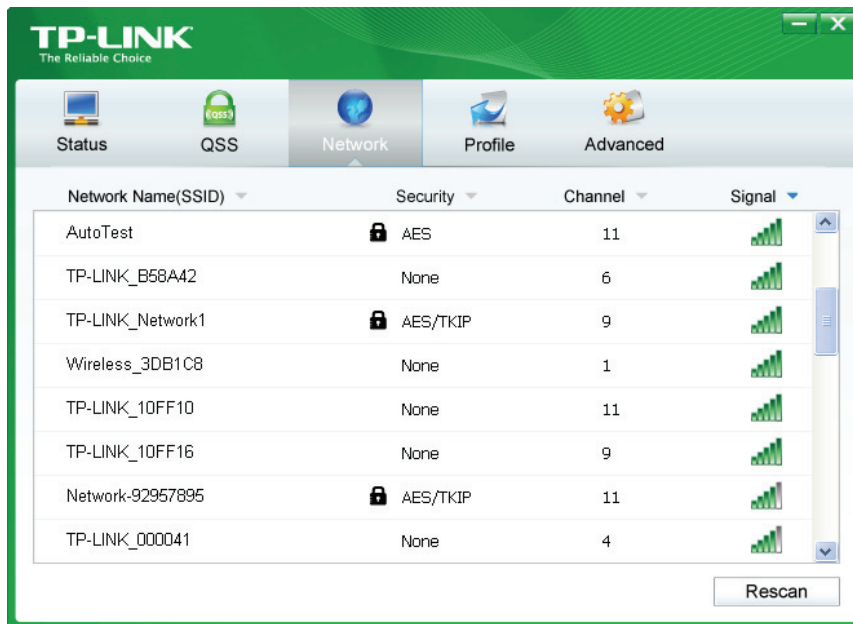 TP-LINK
The Reliable Choice
Status QSS Network Profile Advanced
Network Name(SSID) Security Channel Signal
AutoTest AES 11
TP-LINK_B58A42 None 6
TP-LINK_Network1 AES/TKIP 9
Wireless_3DB1C8 None 1
TP-LINK_10FF10 None 11
TP-LINK_10FF16 None 9
Network-92957895 AES/TKIP 11
TP-LINK_000041 None 4
Rescan